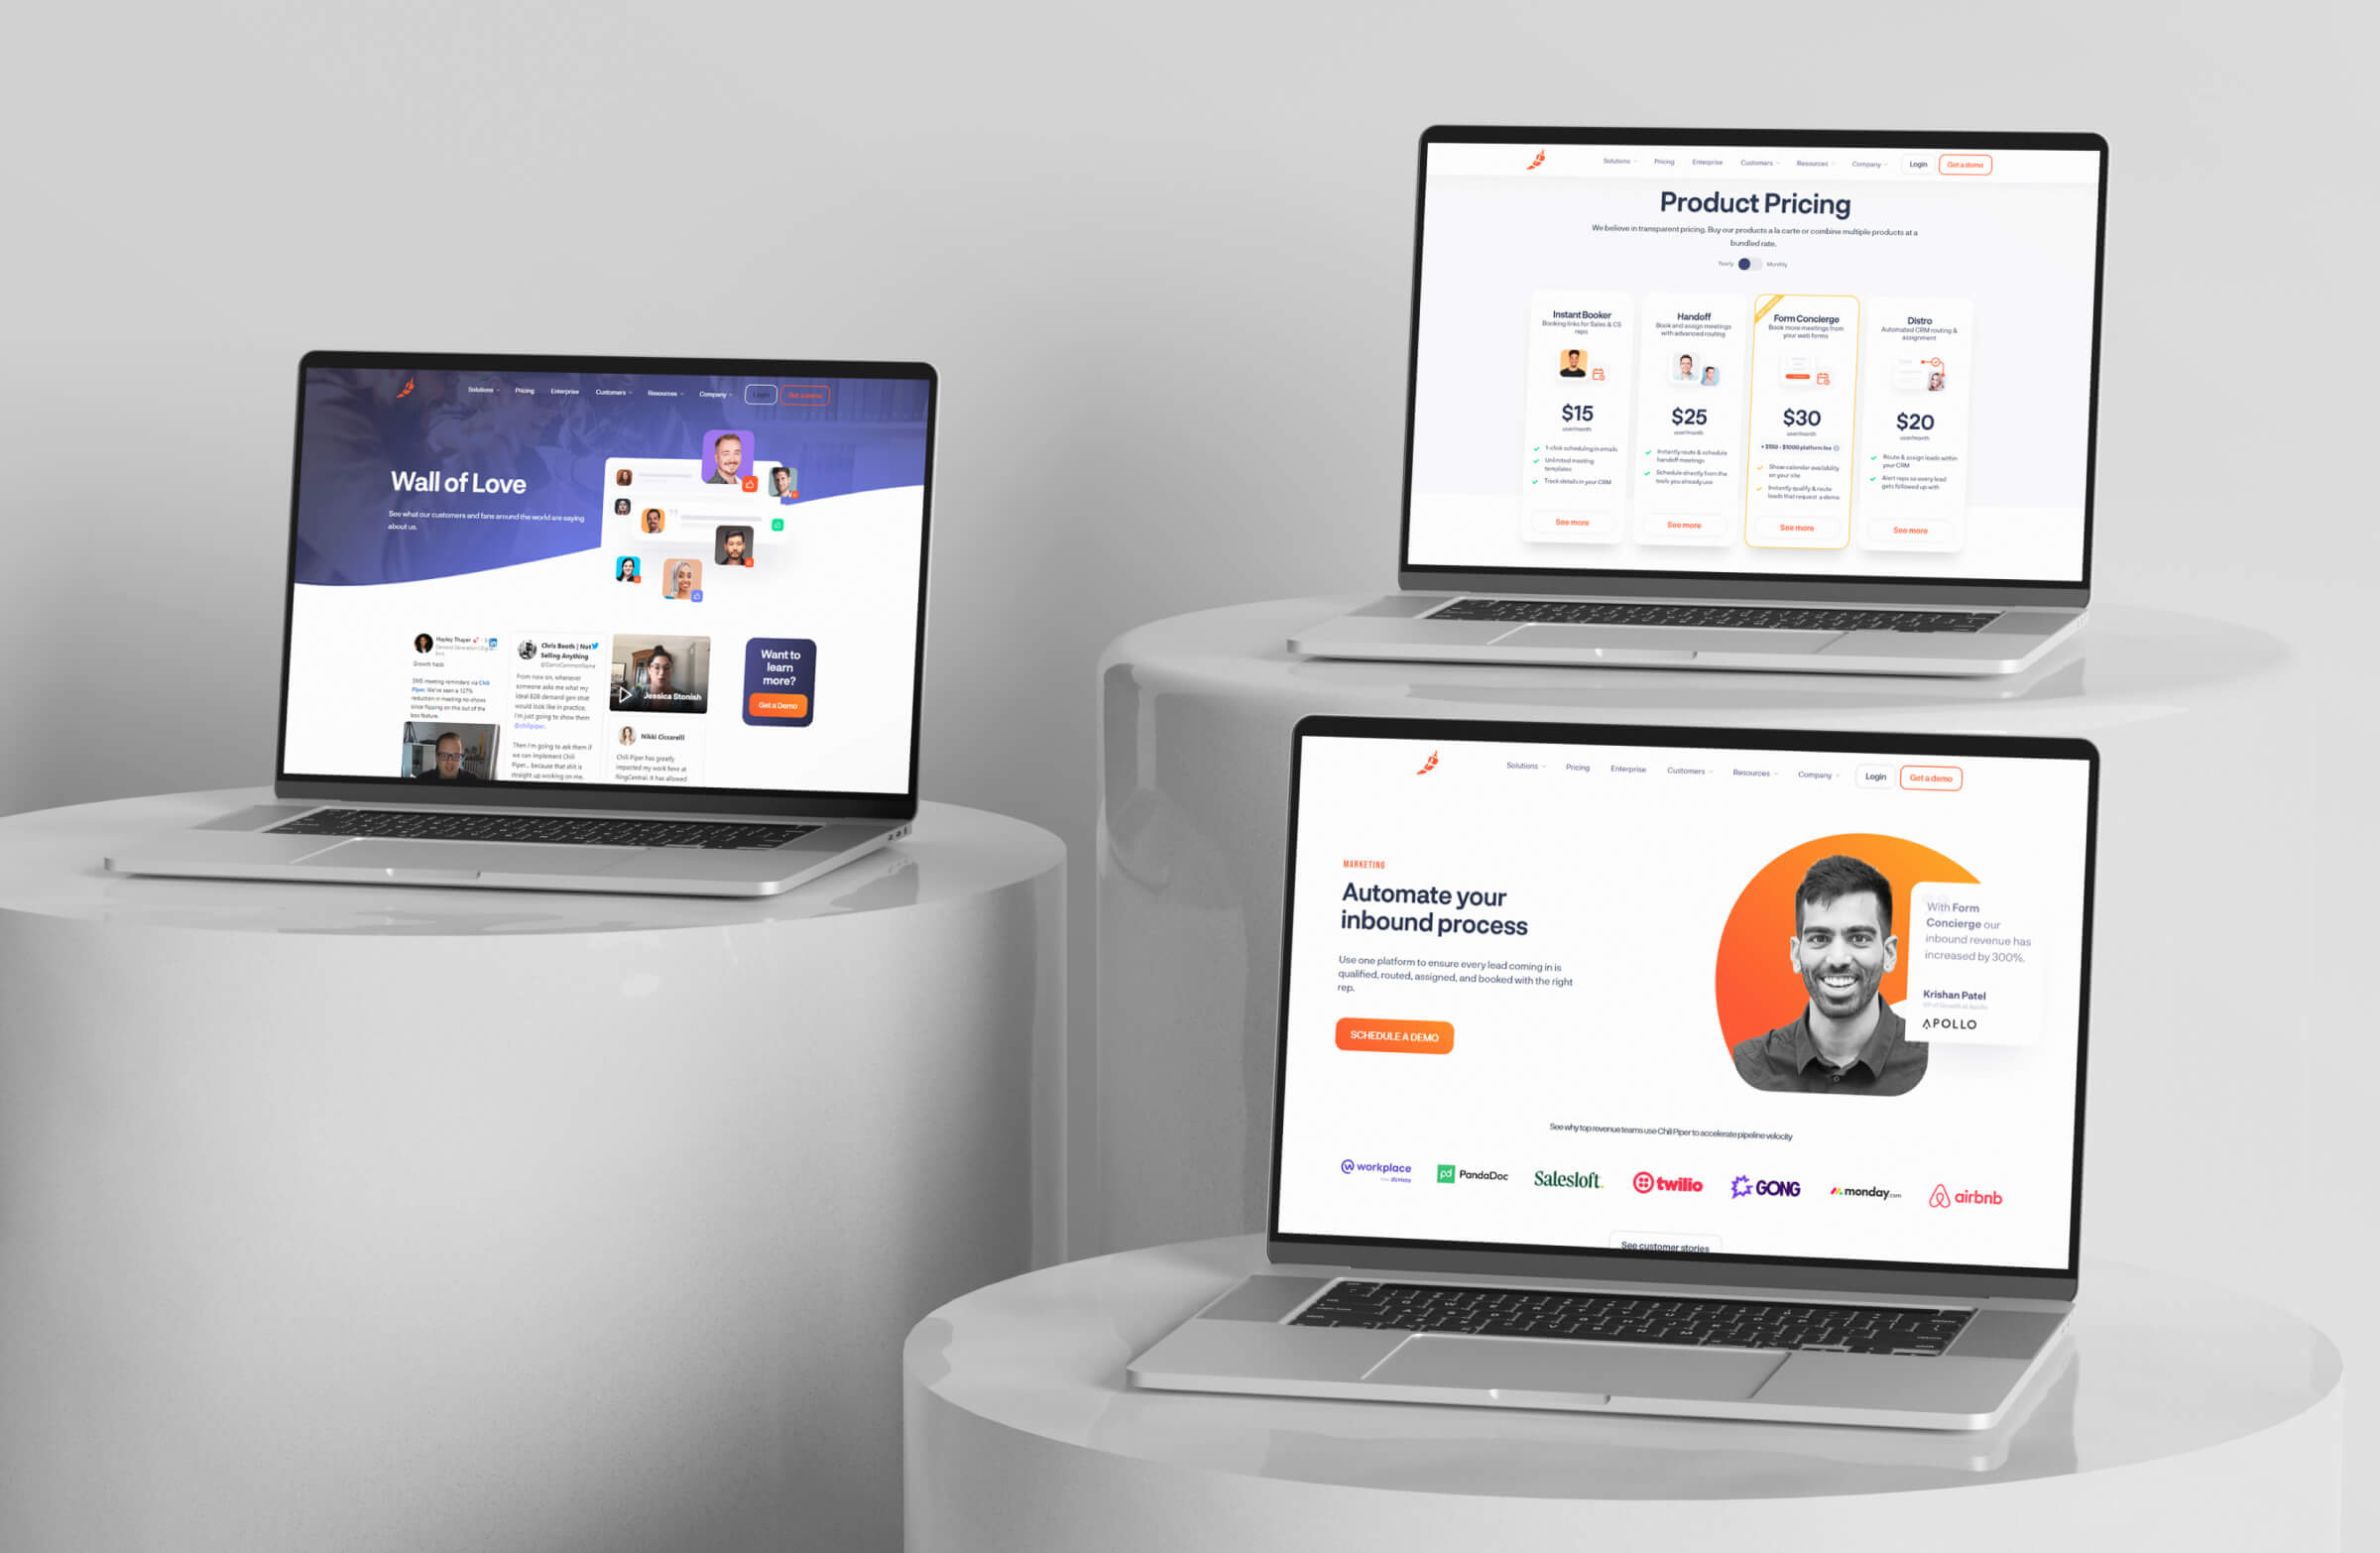 Solutions
Pricing
Enterprise
Customers
Resources
Company
Login
Get a demo
Wall of Love
See what our customers and fans around the world are saying
about us.
Hayley Thayer
Growth hack:
SMS meeting reminders via Chili
Piper. We've seen a 127%
reduction in meeting no-shows
since flipping on this out of the
box feature.
Chris Booth | Not
Selling Anything
From now on, whenever
someone asks me what my
ideal B2B demand gen strat
would look like in practice,
I'm just going to show them
@chilipiper.
Then I'm going to ask them if
we can implement Chili
Piper... because that shit is
straight up working on me.
Jessica Stonish
Nikki Ciccarelli
Chili Piper has greatly
impacted my work here at
RingCentral. It has allowed
Want to
learn
more?
Get a Demo
Solutions
Pricing
Enterprise
Customers
Resources
Company
Login
Get a demo
Product Pricing
We believe in transparent pricing. Buy our products a la carte or combine multiple products at a
bundled rate.
Yearly
Monthly
Instant Booker
Booking links for Sales & CS
reps
$15
user/month
1-click scheduling in emails
Unlimited meeting
templates
Track details in your CRM
See more
Handoff
Book and assign meetings
with advanced routing
$25
user/month
Instantly route & schedule
handoff meetings
Schedule directly from the
tools you already use
See more
Form Concierge
Book more meetings from
your web forms
$30
user/month
+ $150 - $1000 platform fee
Show calendar availability
on your site
Instantly qualify & route
leads that request a demo
See more
Distro
Automated CRM routing &
assignment
$20
user/month
Route & assign leads within
your CRM
Alert reps so every lead
gets followed up with
See more
Solutions
Pricing
Enterprise
Customers
Resources
Company
Login
Get a demo
MARKETING
Automate your
inbound process
Use one platform to ensure every lead coming in is
qualified, routed, assigned, and booked with the right
rep.
SCHEDULE A DEMO
With Form
Concierge our
inbound revenue has
increased by 300%.
Krishan Patel
VP of Growth at Apollo
APOLLO
See why top revenue teams use Chili Piper to accelerate pipeline velocity
workplace
PandaDoc
Salesloft.
twilio
GONG
monday.com
airbnb
See customer stories